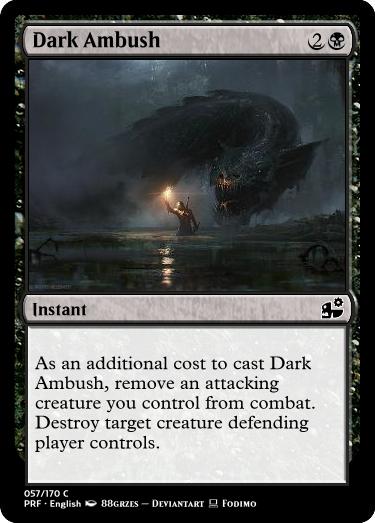 Dark Ambush 2
Instant
As an additional cost to cast Dark
Ambush, remove an attacking
creature you control from combat.
Destroy target creature defending
player controls.
057/170 C
PRF • English 88GRZES — DEVIANTART FODIMO